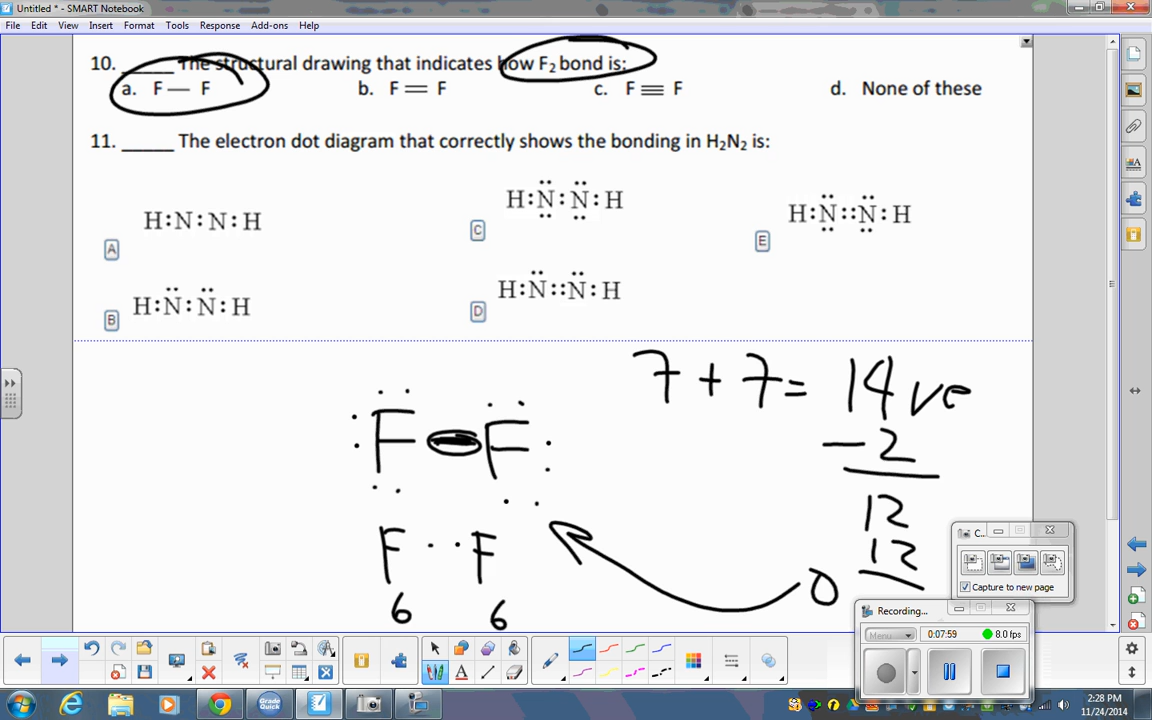 Untitled * - SMART Notebook
File Edit View Insert Format Tools Response Add-ons Help
10. _____ The structural drawing that indicates how F₂ bond is:
a. F — F b. F = F c. F ≡ F d. None of these
11. _____ The electron dot diagram that correctly shows the bonding in H₂N₂ is:
H:N:N:H
A
H:N̈:N̈:H
B
H:N̤̈:N̤̈:H
C
H:N̈::N̈:H
D
H:N̤̈::N̤̈:H
E
7 + 7 = 14 ve
- 2
12
12
0
F - F
F ·· F
6 6
C...
Capture to new page
Recording...
Menu
0:07:59
8.0 fps
A
Grade Quick
2:28 PM
11/24/2014